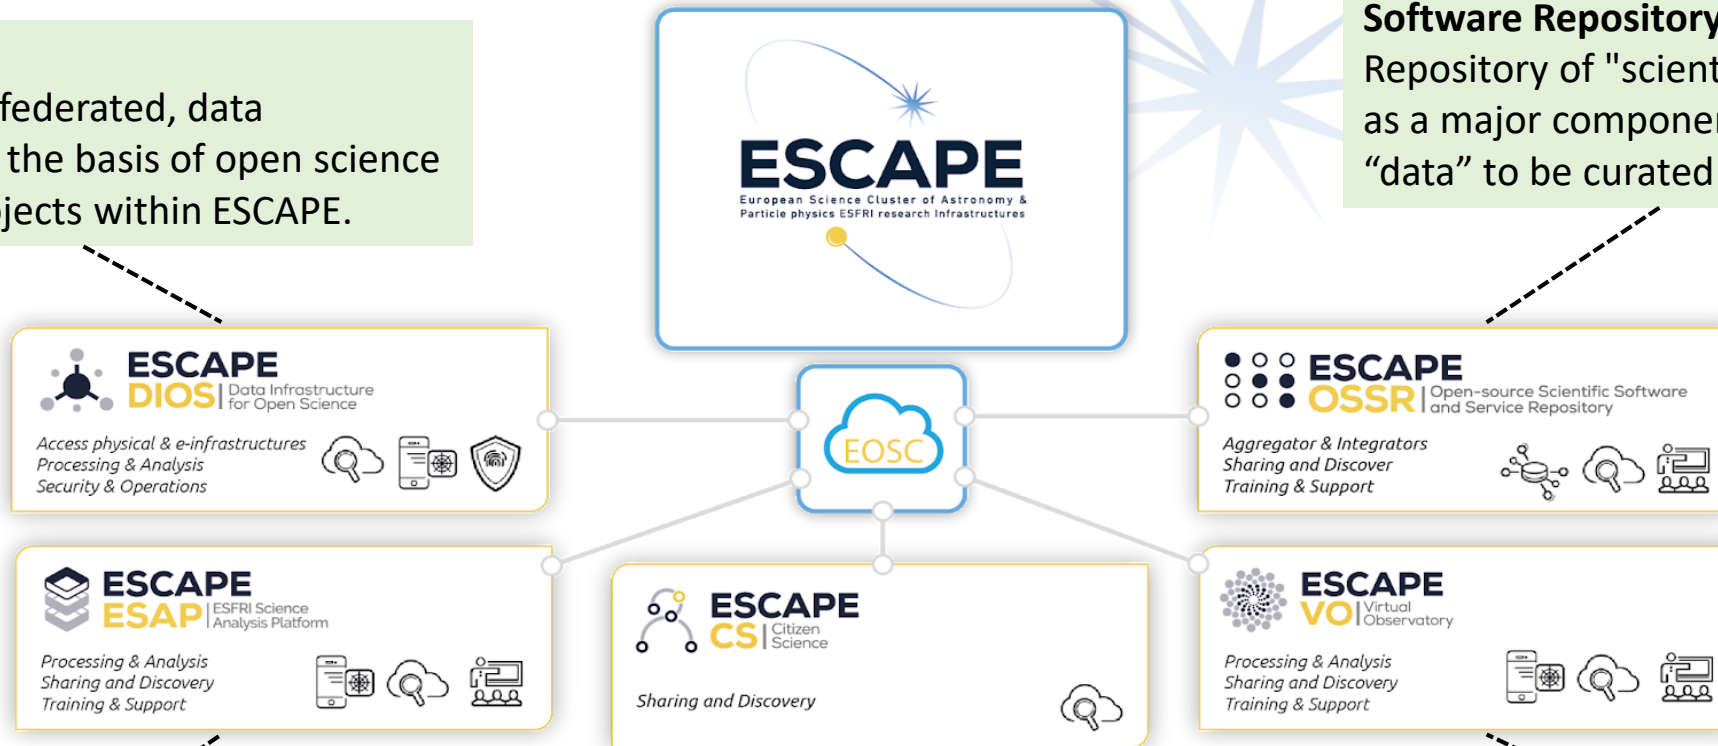 federated, data
the basis of open science
jects within ESCAPE.
ESCAPE
European Science Cluster of Astronomy &
Particle physics ESFRI research Infrastructures
Software Repository
Repository of "scient
as a major componer
“data” to be curated
ESCAPE
DIOS | Data Infrastructure
for Open Science
Access physical & e-infrastructures
Processing & Analysis
Security & Operations
EOSC
ESCAPE
OSSR | Open-source Scientific Software
and Service Repository
Aggregator & Integrators
Sharing and Discover
Training & Support
ESCAPE
ESAP | ESFRI Science
Analysis Platform
Processing & Analysis
Sharing and Discovery
Training & Support
ESCAPE
CS | Citizen
Science
Sharing and Discovery
ESCAPE
VO | Virtual
Observatory
Processing & Analysis
Sharing and Discovery
Training & Support